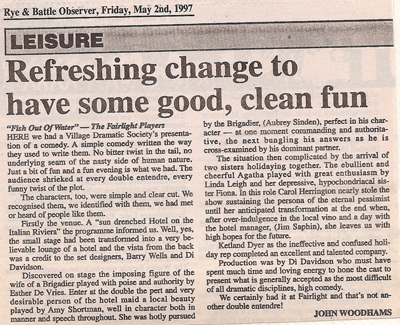 Rye & Battle Observer, Friday, May 2nd, 1997
LEISURE
Refreshing change to
have some good, clean fun
"Fish Out Of Water" — The Fairlight Players
HERE we had a Village Dramatic Society's presenta-
tion of a comedy. A simple comedy written the way
they used to write them. No bitter twist in the tail, no
underlying seam of the nasty side of human nature.
Just a bit of fun and a fun evening is what we had. The
audience shrieked at every double entendre, every
funny twist of the plot.
The characters, too, were simple and clear cut. We
recognised them, we identified with them, we had met
or heard of people like them.
Firstly the venue. A "sun drenched Hotel on the
Italian Riviera" the programme informed us. Well, yes,
the small stage had been transformed into a very be-
lievable lounge of a hotel and the vista from the back
was a credit to the set designers, Barry Wells and Di
Davidson.
Discovered on stage the imposing figure of the
wife of a Brigadier played with poise and authority by
Esther De Vries. Enter at the double the pert and very
desirable person of the hotel maid a local beauty
played by Amy Shortman, well in character both in
manner and speech throughout. She was hotly pursued
by the Brigadier, (Aubrey Sinden), perfect in his char-
acter — at one moment commanding and authorita-
tive, the next bungling his answers as he is
cross-examined by his dominant partner.
The situation then complicated by the arrival of
two sisters holidaying together. The ebullient and
cheerful Agatha played with great enthusiasm by
Linda Leigh and her depressive, hypochondriacal sis-
ter Fiona. In this role Carol Herrington nearly stole the
show sustaining the persona of the eternal pessimist
until her anticipated transformation at the end when,
after over-indulgence in the local vino and a day with
the hotel manager, (Jim Saphin), she leaves us with
high hopes for the future.
Ketland Dyer as the ineffective and confused holi-
day rep completed an excellent and talented company.
Production was by Di Davidson who must have
spent much time and loving energy to hone the cast to
present what is generally accepted as the most difficult
of all dramatic disciplines, high comedy.
We certainly had it at Fairlight and that's not an-
other double entendre!
JOHN WOODHAMS